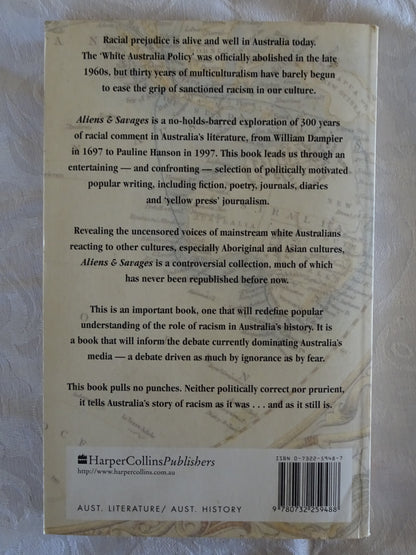 Racial prejudice is alive and well in Australia today.
The 'White Australia Policy' was officially abolished in the late
1960s, but thirty years of multiculturalism have barely begun
to ease the grip of sanctioned racism in our culture.
Aliens & Savages is a no-holds-barred exploration of 300 years
of racial comment in Australia's literature, from William Dampier
in 1697 to Pauline Hanson in 1997. This book leads us through an
entertaining — and confronting — selection of politically motivated
popular writing, including fiction, poetry, journals, diaries
and 'yellow press' journalism.
Revealing the uncensored voices of mainstream white Australians
reacting to other cultures, especially Aboriginal and Asian cultures,
Aliens & Savages is a controversial collection, much of which
has never been republished before now.
This is an important book, one that will redefine popular
understanding of the role of racism in Australia's history. It is
a book that will inform the debate currently dominating Australia's
media — a debate driven as much by ignorance as by fear.
This book pulls no punches. Neither politically correct nor prurient,
it tells Australia's story of racism as it was . . . and as it still is.
HarperCollinsPublishers
http://www.harpercollins.com.au
AUST. LITERATURE/ AUST. HISTORY
ISBN 0-7322-5948-7
9 780732 259488